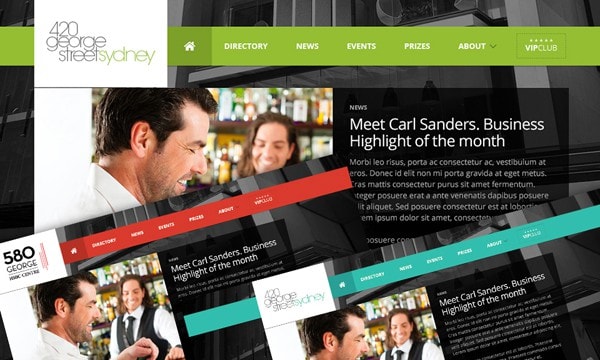 420
george
streetsydney
DIRECTORY
NEWS
EVENTS
PRIZES
ABOUT
VIPCLUB
NEWS
Meet Carl Sanders. Business
Highlight of the month
Morbi leo risus, porta ac consectetur ac, vestibulum at
eros. Donec id elit non mi porta gravida at eget metus.
Cras mattis consectetur purus sit amet fermentum.
Integer posuere erat a ante venenatis dapibus posuere
velit aliquet. Sed posuere consectetur est at lobortis.
Lorem ipsum dolor sit amet, consectetur
posuere
580
GEORGE
HSBC CENTRE
DIRECTORY
NEWS
EVENTS
PRIZES
ABOUT
VIPCLUB
Meet Carl Sanders. Business
Highlight of the month
420
george
streetsydney
DIRECTORY
NEWS
EVENTS
PRIZES
ABOUT
VIPCLUB
Meet Carl Sanders. Business
Highlight of the month